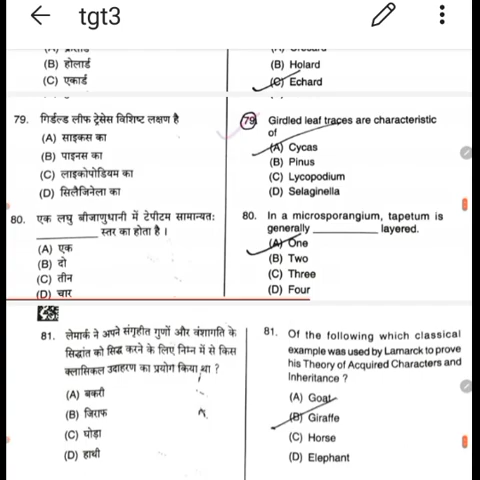 tgt3
(B) होलार्ड
(C) एकार्ड
(B) Holard
(C) Echard
79. गिर्डल्ड लीफ ट्रेसेस विशिष्ट लक्षण है
(A) साइकस का
(B) पाइनस का
(C) लाइकोपोडियम का
(D) सिलैजिनेला का
79. Girdled leaf traces are characteristic
of
(A) Cycas
(B) Pinus
(C) Lycopodium
(D) Selaginella
80. एक लघु बीजाणुधानी में टेपीटम सामान्यतः
___________ स्तर का होता है ।
(A) एक
(B) दो
(C) तीन
(D) चार
80. In a microsporangium, tapetum is
generally ___________ layered.
(A) One
(B) Two
(C) Three
(D) Four
81. लेमार्क ने अपने संगृहीत गुणों और वंशागति के
सिद्धांत को सिद्ध करने के लिए निम्न में से किस
क्लासिकल उदाहरण का प्रयोग किया था ?
(A) बकरी
(B) जिराफ
(C) घोड़ा
(D) हाथी
81. Of the following which classical
example was used by Lamarck to prove
his Theory of Acquired Characters and
Inheritance ?
(A) Goat
(B) Giraffe
(C) Horse
(D) Elephant